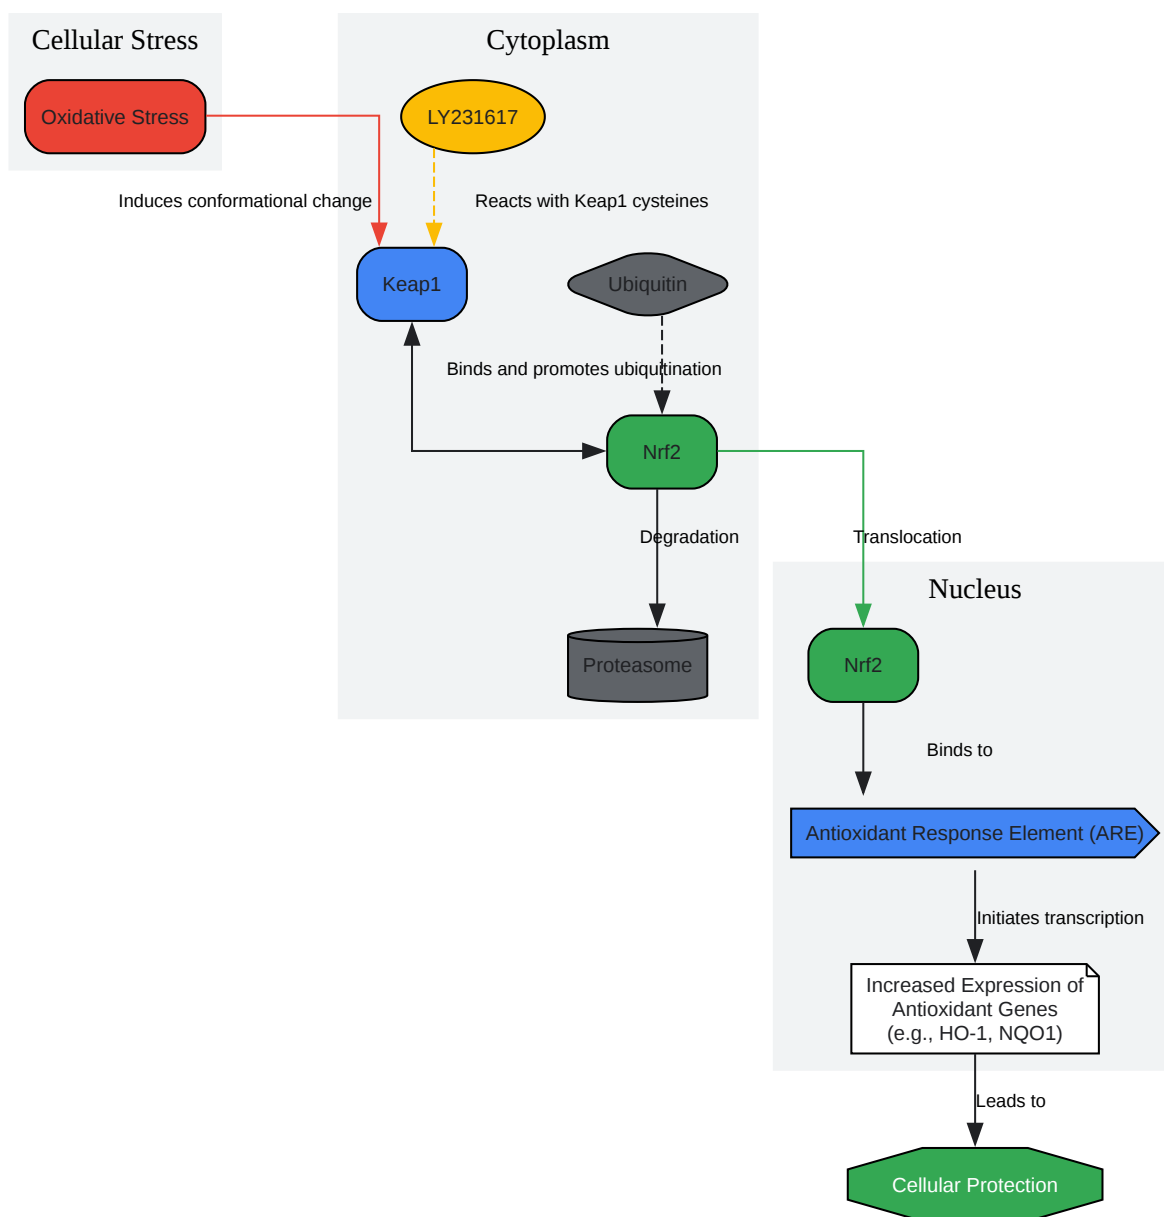 Cellular Stress
Cytoplasm
Oxidative Stress
LY231617
Induces conformational change
Reacts with Keap1 cysteines
Keap1
Ubiquitin
Binds and promotes ubiquitination
Nrf2
Degradation
Translocation
Nucleus
Proteasome
Nrf2
Binds to
Antioxidant Response Element (ARE)
Initiates transcription
Increased Expression of
Antioxidant Genes
(e.g., HO-1, NQO1)
Leads to
Cellular Protection